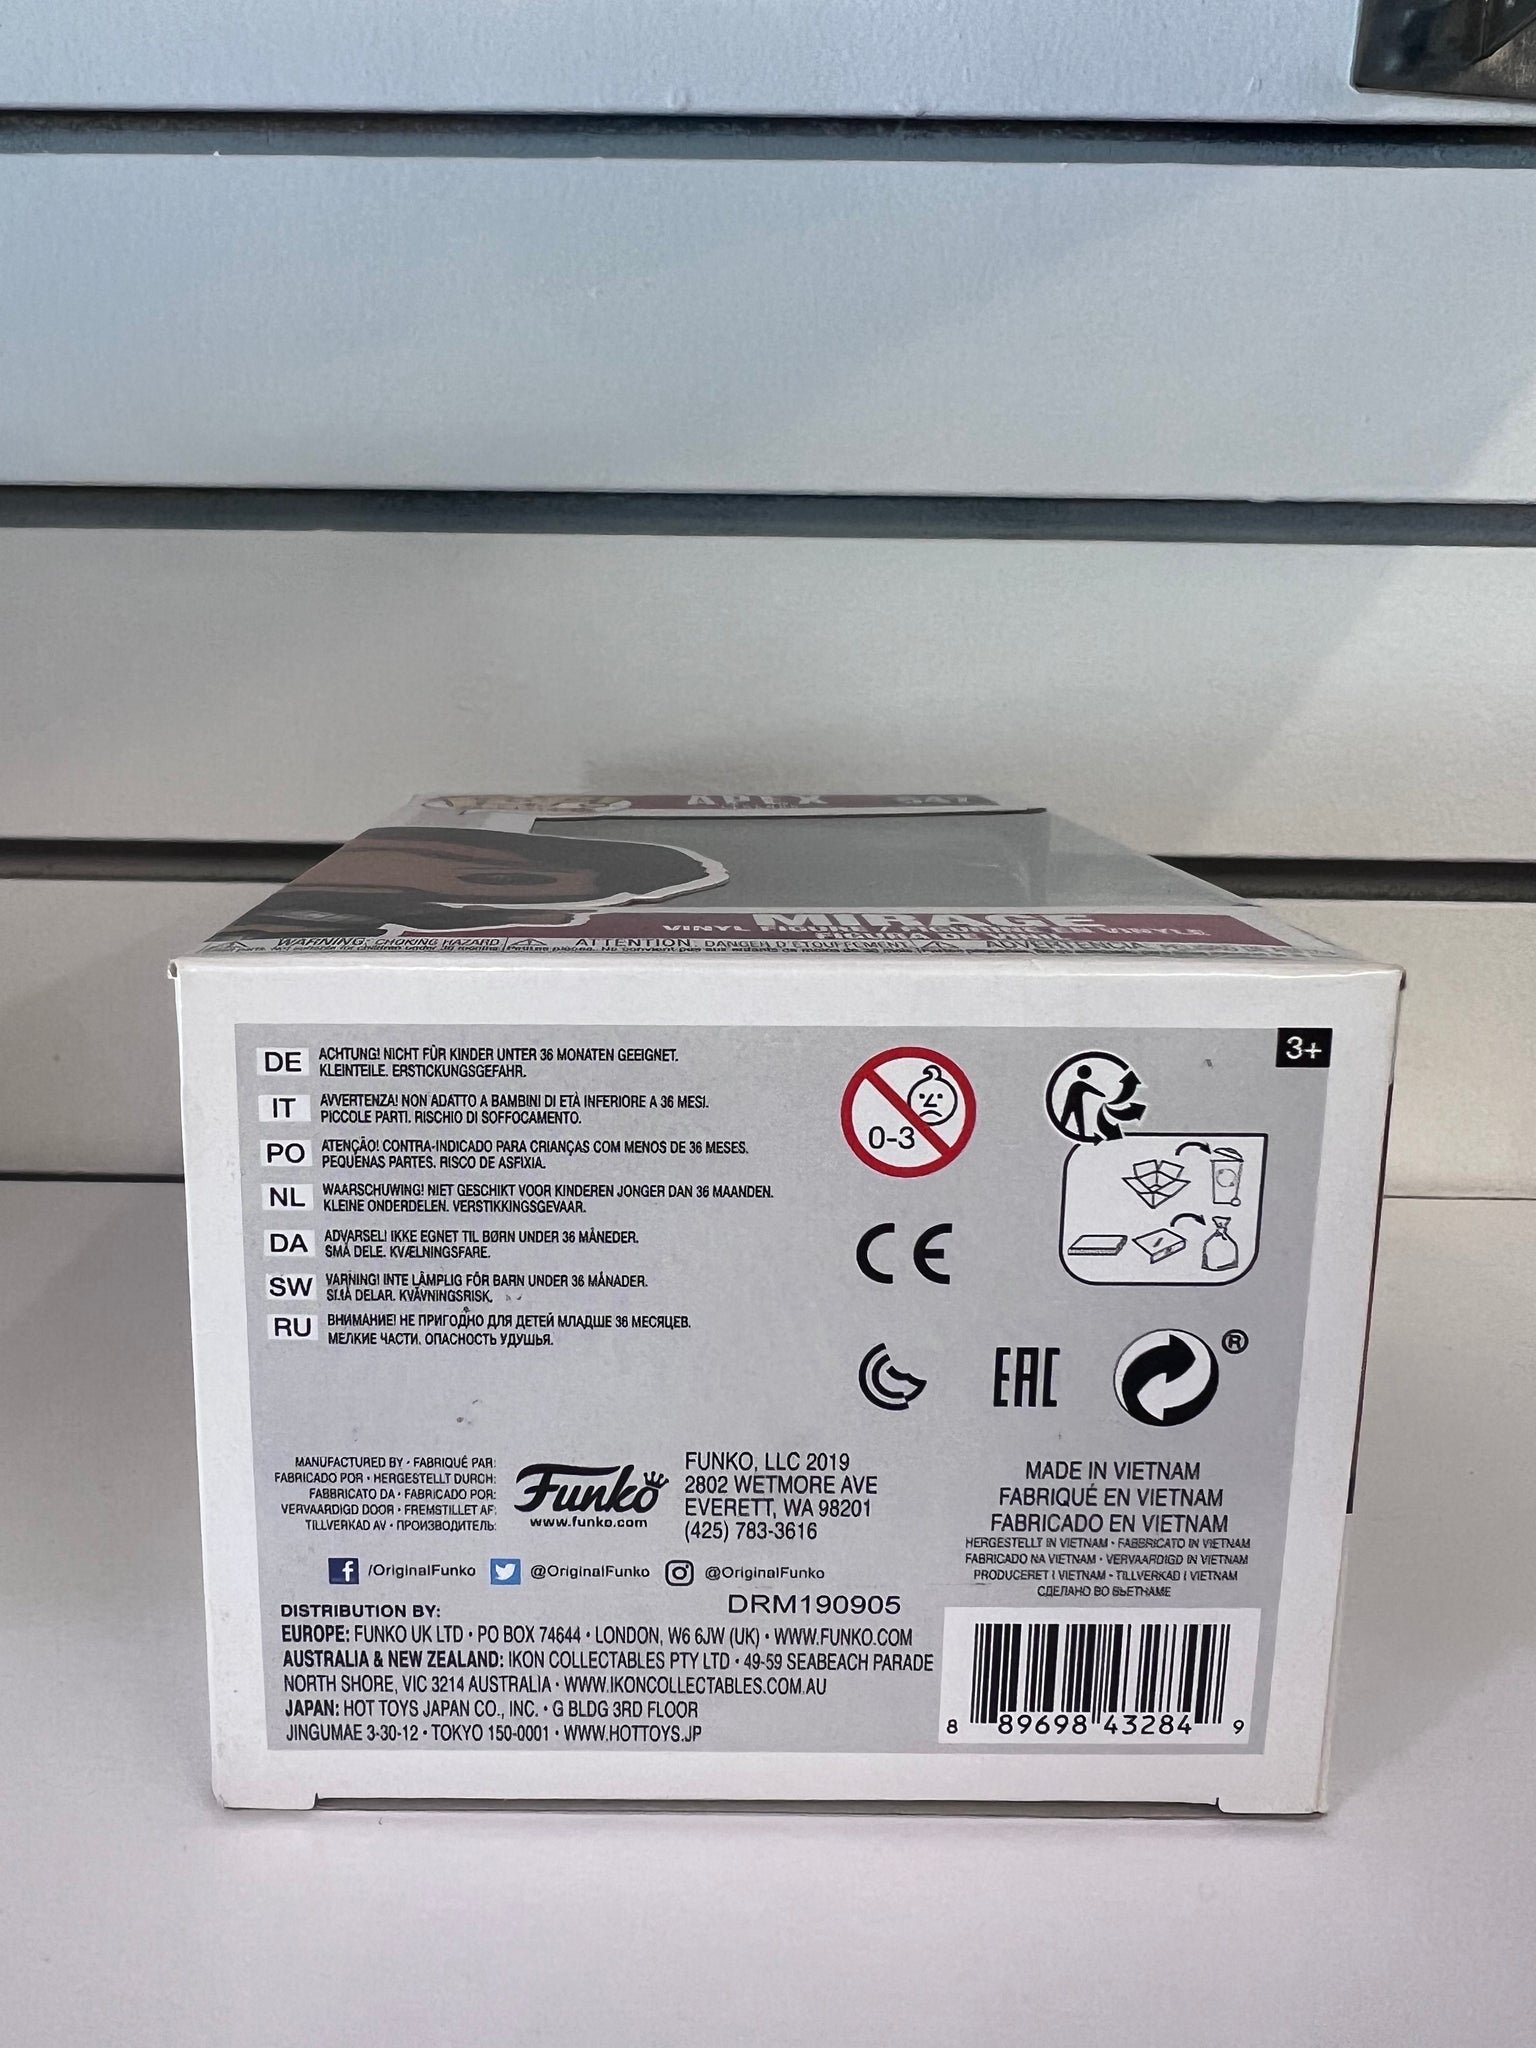 APEX
547
MIRAGE
WARNING: CHOKING HAZARD
ATTENTION DANGER D'ÉTOUFFEMENT
3+
DE ACHTUNG! NICHT FÜR KINDER UNTER 36 MONATEN GEEIGNET.
KLEINTEILE. ERSTICKUNGSGEFAHR.
IT AVVERTENZA! NON ADATTO A BAMBINI DI ETÀ INFERIORE A 36 MESI.
PICCOLE PARTI. RISCHIO DI SOFFOCAMENTO.
PO ATENÇÃO! CONTRA-INDICADO PARA CRIANÇAS COM MENOS DE 36 MESES.
PEQUENAS PARTES. RISCO DE ASFIXIA.
NL WAARSCHUWING! NIET GESCHIKT VOOR KINDEREN JONGER DAN 36 MAANDEN.
KLEINE ONDERDELEN. VERSTIKKINGSGEVAAR.
DA ADVARSEL! IKKE EGNET TIL BØRN UNDER 36 MÅNEDER.
SMÅ DELE. KVÆLNINGSFARE.
SW VARNING! INTE LÄMPLIG FÖR BARN UNDER 36 MÅNADER.
SMÅ DELAR. KVÄVNINGSRISK.
RU ВНИМАНИЕ! НЕ ПРИГОДНО ДЛЯ ДЕТЕЙ МЛАДШЕ 36 МЕСЯЦЕВ.
МЕЛКИЕ ЧАСТИ. ОПАСНОСТЬ УДУШЬЯ.
0-3
CE
EAC
®
MANUFACTURED BY • FABRIQUÉ PAR:
FABRICADO POR • HERGESTELLT DURCH:
FABBRICATO DA • FABRICADO POR:
VERVAARDIGD DOOR • FREMSTILLET AF:
TILLVERKAD AV • ПРОИЗВОДИТЕЛЬ:
Funko
www.funko.com
FUNKO, LLC 2019
2802 WETMORE AVE
EVERETT, WA 98201
(425) 783-3616
MADE IN VIETNAM
FABRIQUÉ EN VIETNAM
FABRICADO EN VIETNAM
HERGESTELLT IN VIETNAM • FABBRICATO IN VIETNAM
FABRICADO NA VIETNAM • VERVAARDIGD IN VIETNAM
PRODUCERET I VIETNAM • TILLVERKAD I VIETNAM
СДЕЛАНО ВО ВЬЕТНАМЕ
f /OriginalFunko @OriginalFunko @OriginalFunko
DRM190905
DISTRIBUTION BY:
EUROPE: FUNKO UK LTD • PO BOX 74644 • LONDON, W6 6JW (UK) • WWW.FUNKO.COM
AUSTRALIA & NEW ZEALAND: IKON COLLECTABLES PTY LTD • 49-59 SEABEACH PARADE
NORTH SHORE, VIC 3214 AUSTRALIA • WWW.IKONCOLLECTABLES.COM.AU
JAPAN: HOT TOYS JAPAN CO., INC. • G BLDG 3RD FLOOR
JINGUMAE 3-30-12 • TOKYO 150-0001 • WWW.HOTTOYS.JP
8 89698 43284 9